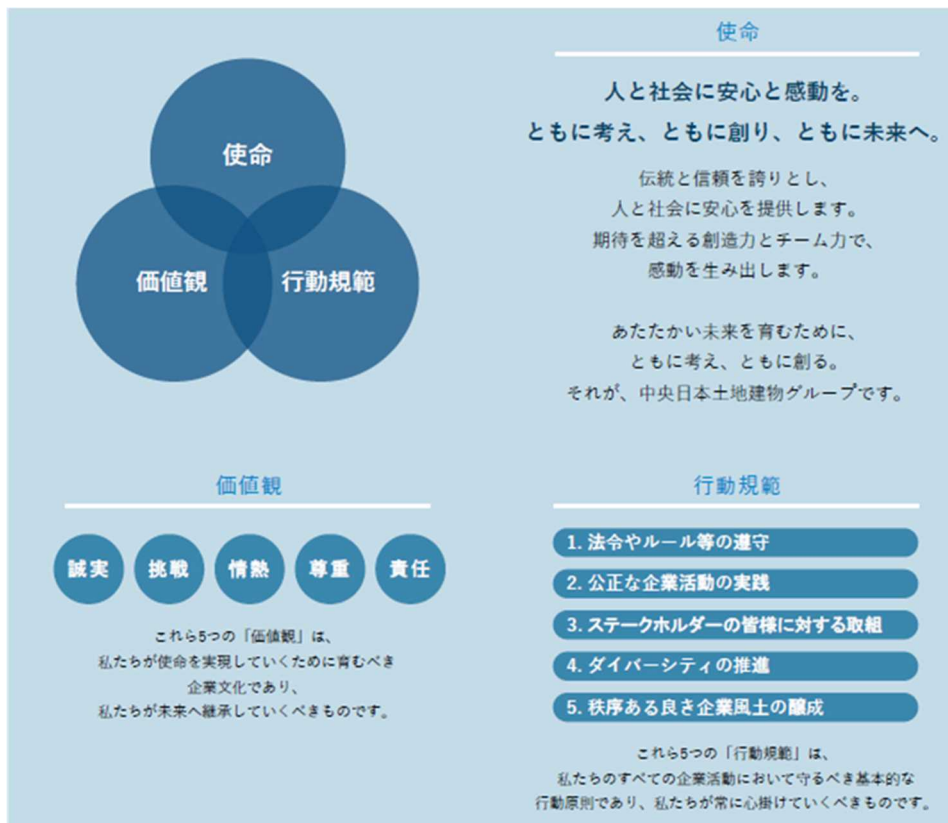 使命
価値観
行動規範
使命
人と社会に安心と感動を。
ともに考え、ともに創り、ともに未来へ。
伝統と信頼を誇りとし、
人と社会に安心を提供します。
期待を超える創造力とチーム力で、
感動を生み出します。
あたたかい未来を育むために、
ともに考え、ともに創る。
それが、中央日本土地建物グループです。
価値観
誠実 挑戦 情熱 尊重 責任
これら5つの「価値観」は、
私たちが使命を実現していくために育むべき
企業文化であり、
私たちが未来へ継承していくべきものです。
行動規範
1. 法令やルール等の遵守
2. 公正な企業活動の実践
3. ステークホルダーの皆様に対する取組
4. ダイバーシティの推進
5. 秩序ある良き企業風土の醸成
これら5つの「行動規範」は、
私たちのすべての企業活動において守るべき基本的な
行動原則であり、私たちが常に心掛けていくべきものです。